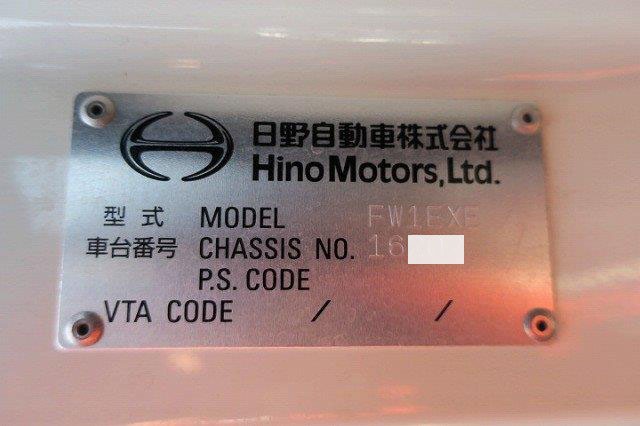 日野自動車株式会社
Hino Motors, Ltd.
型式 MODEL FW1EXE
車台番号 CHASSIS NO. 16
P.S. CODE
VTA CODE / /